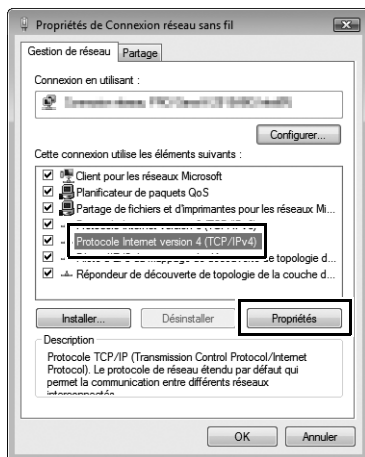 Propriétés de Connexion réseau sans fil
Gestion de réseau Partage
Connexion en utilisant :
Configurer...
Cette connexion utilise les éléments suivants :
Client pour les réseaux Microsoft
Planificateur de paquets QoS
Partage de fichiers et d'imprimantes pour les réseaux Mi...
Protocole Internet version 4 (TCP/IPv4)
de topologie d...
Répondeur de découverte de topologie de la couche d...
Installer... Désinstaller Propriétés
Description
Protocole TCP/IP (Transmission Control Protocol/Internet
Protocol). Le protocole de réseau étendu par défaut qui
permet la communication entre différents réseaux
interconnectés.
OK Annuler